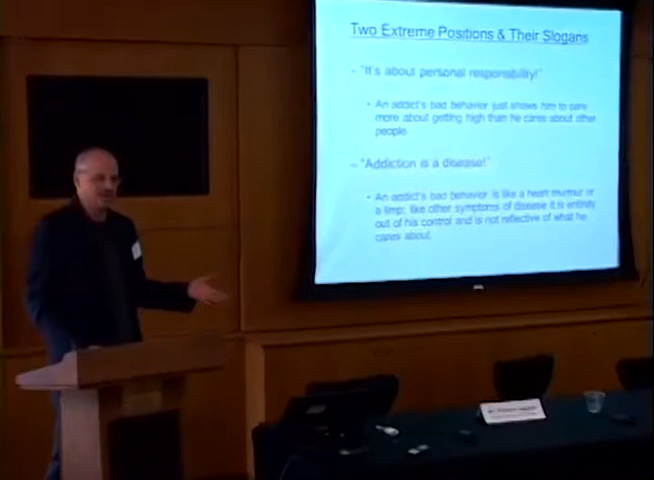 Two Extreme Positions & Their Slogans
– "It's about personal responsibility!"
• An addict's bad behavior just shows him to care
more about getting high than he cares about other
people.
– "Addiction is a disease!"
• An addict's bad behavior is like a heart murmur or
a limp: like other symptoms of disease it is entirely
out of his control and is not reflective of what he
cares about.